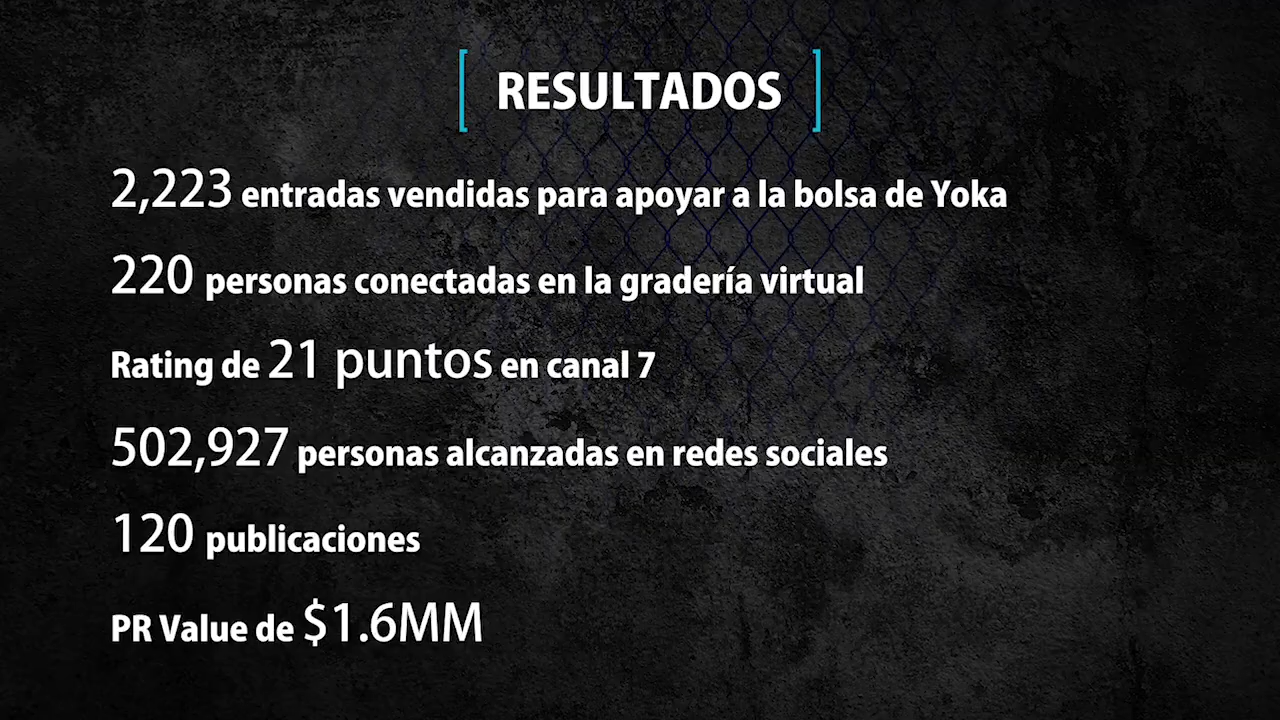 [ RESULTADOS ]
2,223 entradas vendidas para apoyar a la bolsa de Yoka
220 personas conectadas en la gradería virtual
Rating de 21 puntos en canal 7
502,927 personas alcanzadas en redes sociales
120 publicaciones
PR Value de $1.6MM